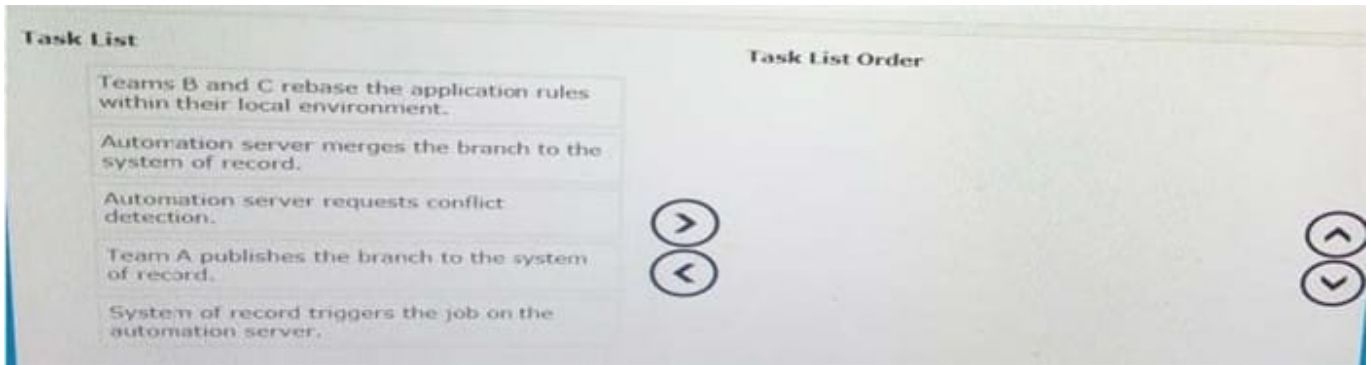 Task List
Task List Order
Teams B and C rebase the application rules
within their local environment.
Automation server merges the branch to the
system of record.
Automation server requests conflict
detection.
Team A publishes the branch to the system
of record.
System of record triggers the job on the
automation server.